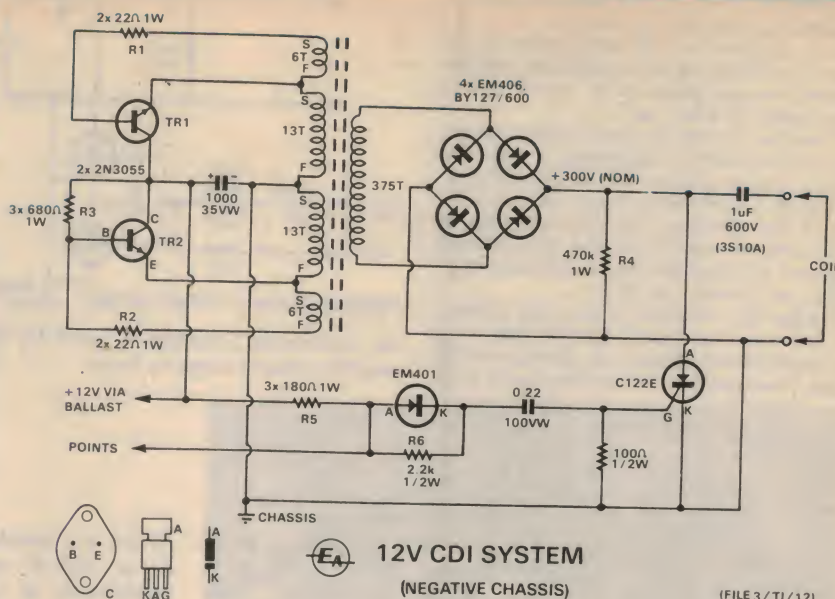 2x 22Ω 1W
R1
S
6T
F
S
13T
F
TR1
2x 2N3055
+ −
1000
35VW
3x 680Ω
1W
R3
B
C
E
TR2
S
13T
F
S
6T
F
R2
2x 22Ω 1W
375T
4x EM406,
BY127/600
+300V (NOM)
470k
1W
R4
1uF
600V
(3S10A)
COIL
+12V VIA
BALLAST
3x 180Ω 1W
R5
EM401
A
K
R6
2.2k
1/2W
0 22
100VW
C122E
A
G
K
100Ω
1/2W
POINTS
CHASSIS
B E
C
A
KAG
A
K
EA
12V CDI SYSTEM
(NEGATIVE CHASSIS)
(FILE 3/TI/12)